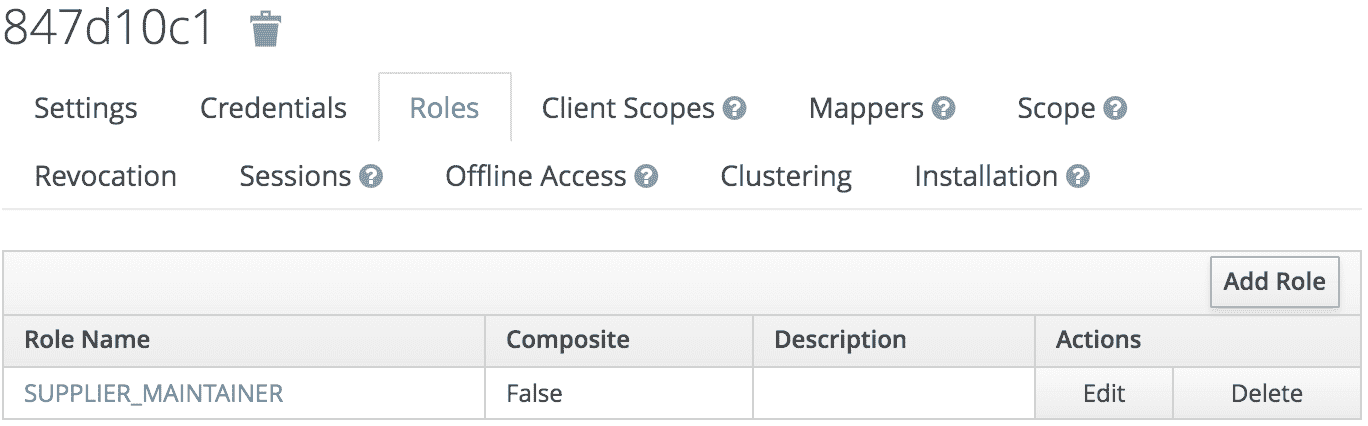 847d10c1
Settings Credentials Roles Client Scopes ? Mappers ? Scope ?
Revocation Sessions ? Offline Access ? Clustering Installation ?
Add Role
Role Name Composite Description Actions
SUPPLIER_MAINTAINER False Edit Delete